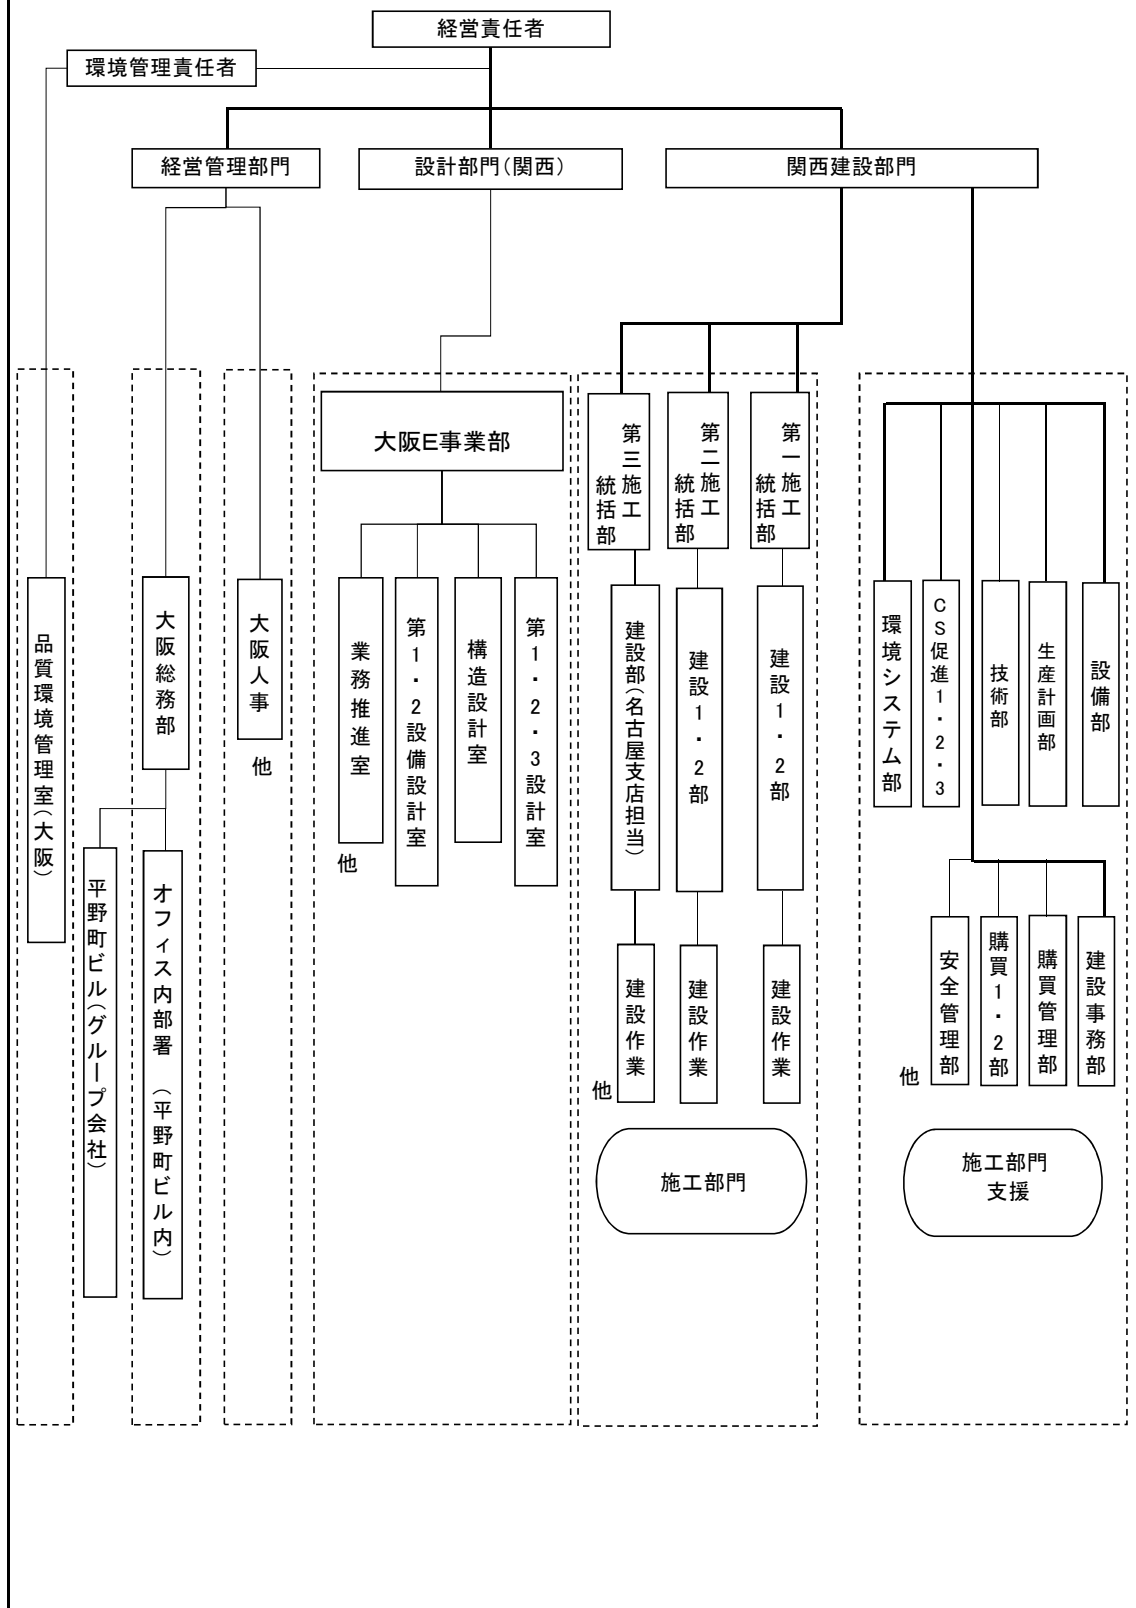 経営責任者
環境管理責任者
経営管理部門
設計部門（関西）
関西建設部門
大阪E事業部
第三施工
統括部
第二施工
統括部
第一施工
統括部
品質環境管理室（大阪）
大阪総務部
大阪人事
他
業務推進室
他
第1・2設備設計室
構造設計室
第1・2・3設計室
建設部（名古屋支店担当）
建設1・2部
建設1・2部
環境システム部
CS促進1・2・3
技術部
生産計画部
設備部
平野町ビル（グループ会社）
オフィス内部署　（平野町ビル内）
建設作業
他
建設作業
建設作業
安全管理部
他
購買1・2部
購買管理部
建設事務部
施工部門
施工部門
支援